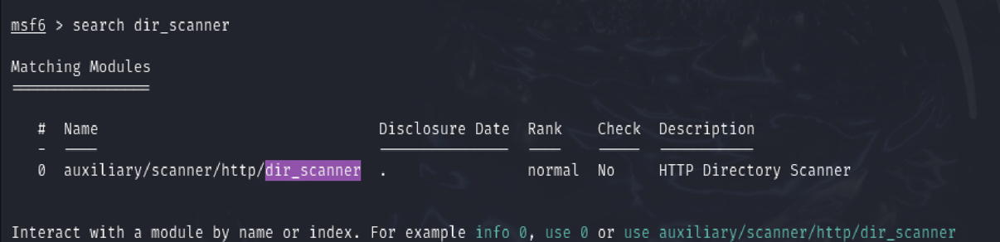 msf6 > search dir_scanner
Matching Modules
================
# Name Disclosure Date Rank Check Description
- ---- --------------- ---- ----- -----------
0 auxiliary/scanner/http/dir_scanner . normal No HTTP Directory Scanner
Interact with a module by name or index. For example info 0, use 0 or use auxiliary/scanner/http/dir_scanner